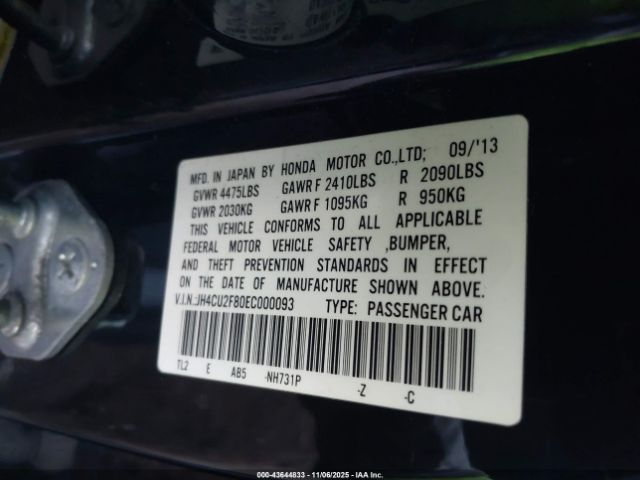 MFD. IN JAPAN BY HONDA MOTOR CO.,LTD; 09/'13
GVWR 4475LBS GAWR F 2410LBS R 2090LBS
GVWR 2030KG GAWR F 1095KG R 950KG
THIS VEHICLE CONFORMS TO ALL APPLICABLE
FEDERAL MOTOR VEHICLE SAFETY ,BUMPER,
AND THEFT PREVENTION STANDARDS IN EFFECT
ON THE DATE OF MANUFACTURE SHOWN ABOVE.
V.I.N.:JH4CU2F80EC000093 TYPE: PASSENGER CAR
TL2 E AB5 -NH731P -Z -C
000-43644833 - 11/06/2025 - IAA Inc.